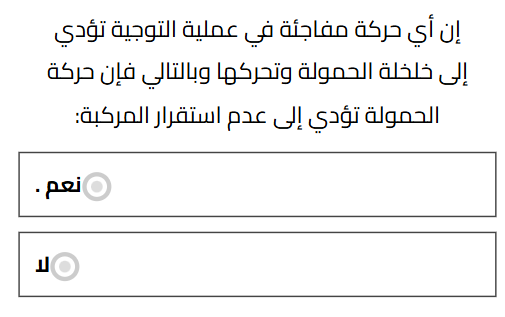 إن أي حركة مفاجئة في عملية التوجية تؤدي
إلى خلخلة الحمولة وتحركها وبالتالي فإن حركة
الحمولة تؤدي إلى عدم استقرار المركبة:
نعم .
لا